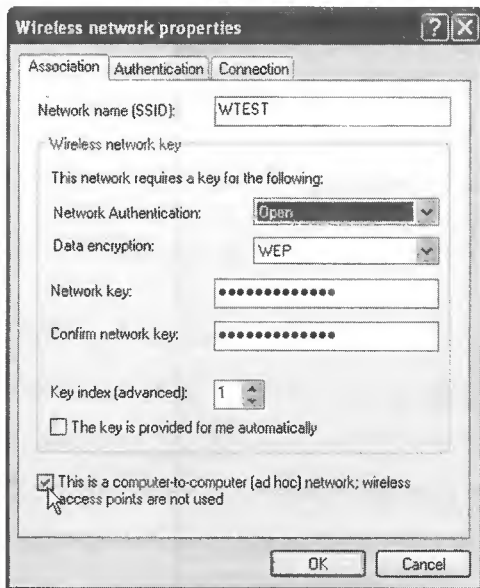 Wireless network properties
Association Authentication Connection
Network name (SSID): WTEST
Wireless network key
This network requires a key for the following:
Network Authentication: Open
Data encryption: WEP
Network key: •••••••••••••
Confirm network key: •••••••••••••
Key index (advanced): 1
The key is provided for me automatically
This is a computer-to-computer (ad hoc) network; wireless
access points are not used
OK Cancel